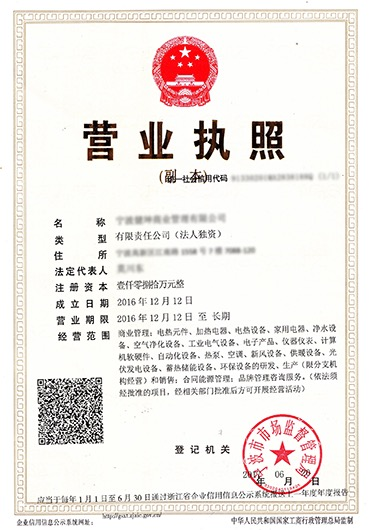 营业执照
(副 本)
统一社会信用代码 (1/1)
名 称
类 型 有限责任公司（法人独资）
住 所
法定代表人
注册资本 壹仟零捌拾万元整
成立日期 2016年12月12日
营业期限 2016年12月12日 至 长期
经营范围 商业管理；电热元件、加热电器、电热设备、家用电器、净水设
备、空气净化设备、工业电气设备、电子产品、仪器仪表、计算
机软硬件、自动化设备、热泵、空调、新风设备、供暖设备、光
伏发电设备、蓄热储能设备、环保设备的研发、生产（限分支机
构经营）和销售；合同能源管理；品牌管理咨询服务。（依法须
经批准的项目，经相关部门批准后方可开展经营活动）
登记机关
宁波市市场监督管理局
年 06 月 日
应当于每年1月1日至6月30日通过浙江省企业信用信息公示系统报送上一年度年度报告
企业信用信息公示系统网址：
中华人民共和国国家工商行政管理总局监制